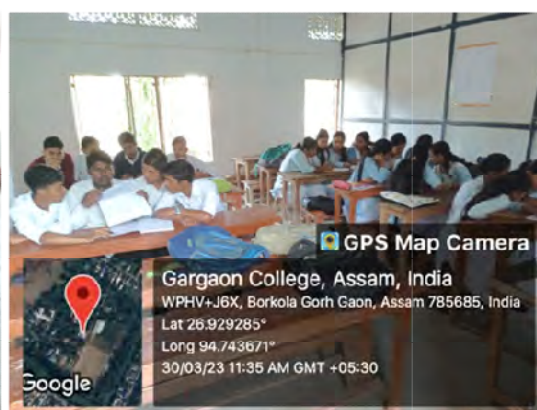 GPS Map Camera
Gargaon College, Assam, India
WPHV+J6X, Borkola Gorh Gaon, Assam 785685, India
Lat 26.929285°
Long 94.743671°
30/03/23 11:35 AM GMT +05:30
Google